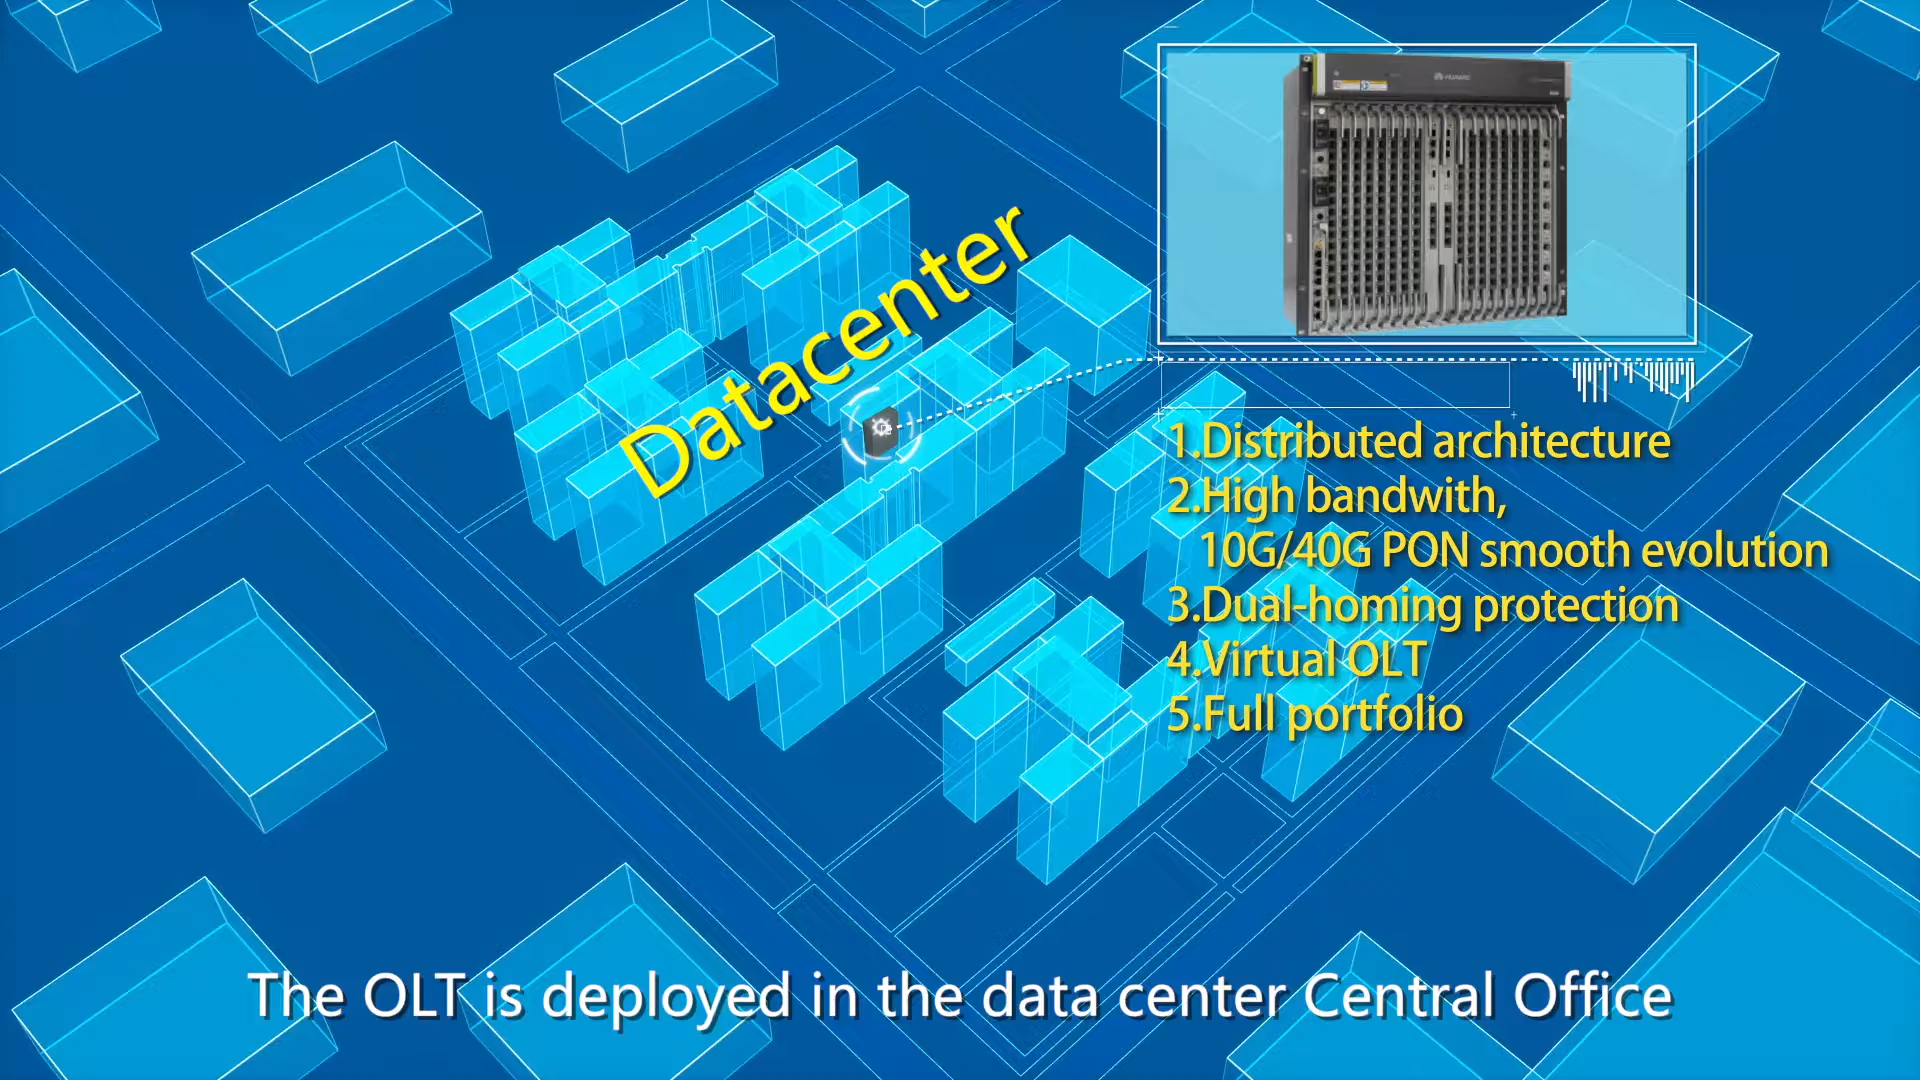 HUAWEI
Datacenter
1.Distributed architecture
2.High bandwith,
10G/40G PON smooth evolution
3.Dual-homing protection
4.Virtual OLT
5.Full portfolio
The OLT is deployed in the data center Central Office